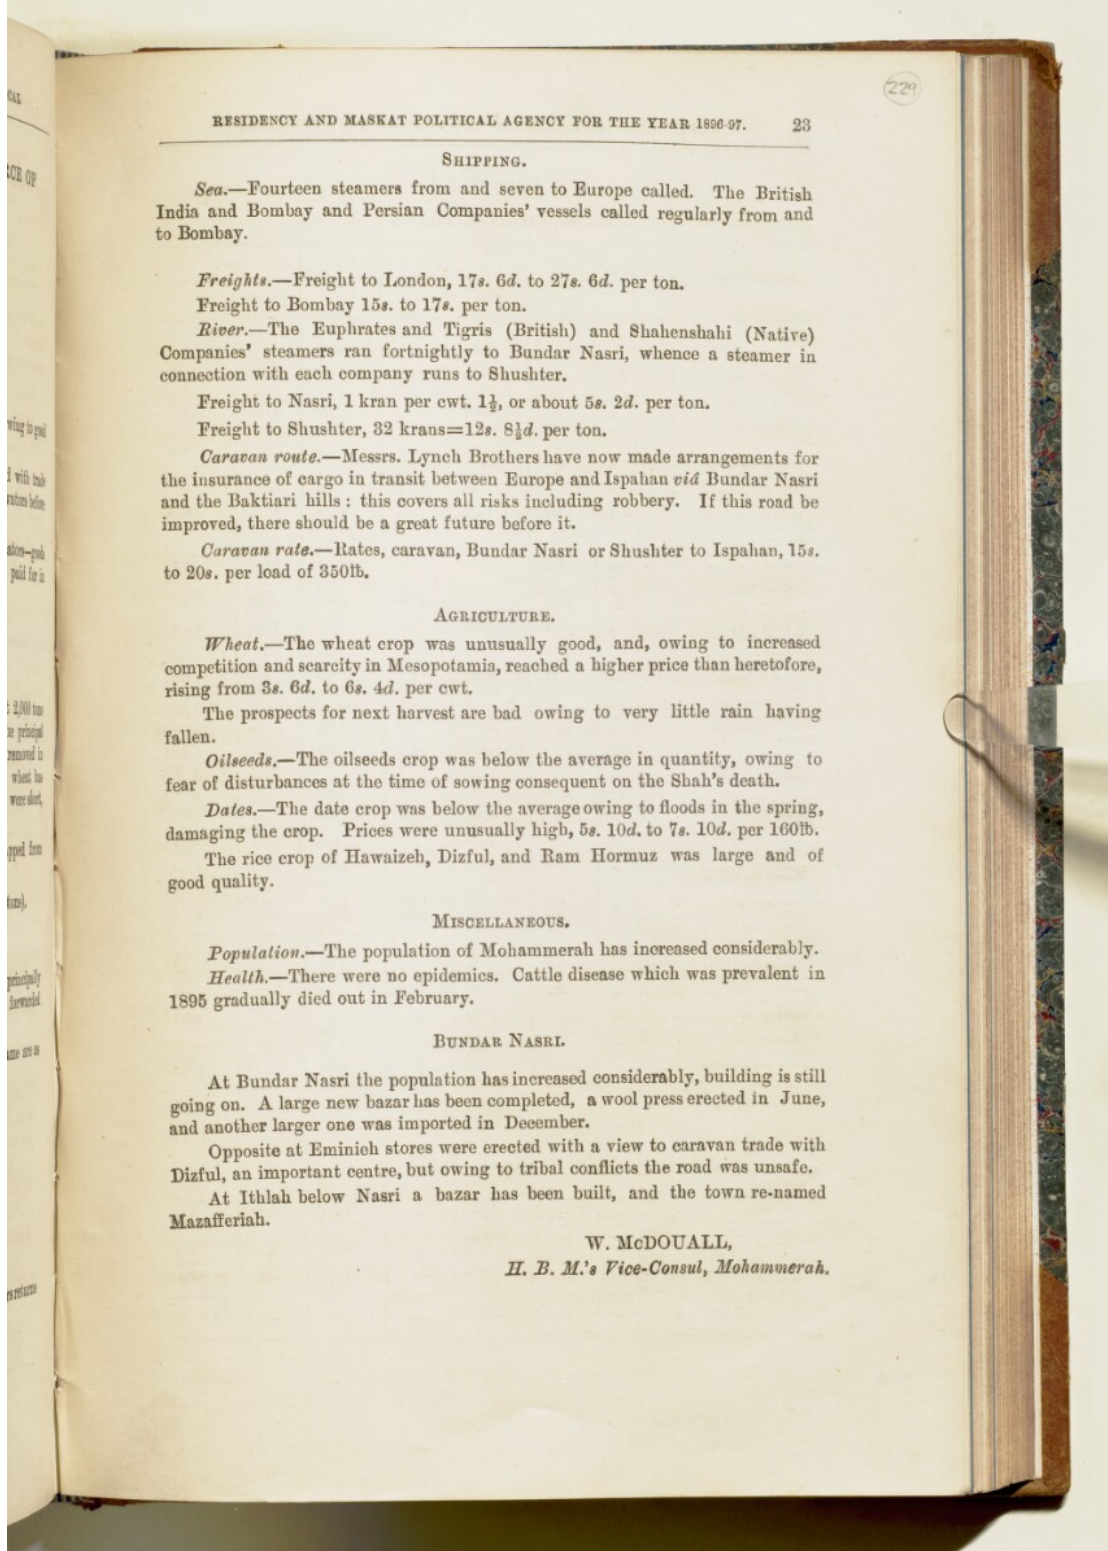 229
RESIDENCY AND MASKAT POLITICAL AGENCY FOR THE YEAR 1896-97. 23
SHIPPING.
Sea.—Fourteen steamers from and seven to Europe called. The British
India and Bombay and Persian Companies' vessels called regularly from and
to Bombay.
Freights.—Freight to London, 17s. 6d. to 27s. 6d. per ton.
Freight to Bombay 15s. to 17s. per ton.
River.—The Euphrates and Tigris (British) and Shahenshahi (Native)
Companies' steamers ran fortnightly to Bundar Nasri, whence a steamer in
connection with each company runs to Shushter.
Freight to Nasri, 1 kran per cwt. 1½, or about 5s. 2d. per ton.
Freight to Shushter, 32 krans=12s. 8½d. per ton.
Caravan route.—Messrs. Lynch Brothers have now made arrangements for
the insurance of cargo in transit between Europe and Ispahan viá Bundar Nasri
and the Baktiari hills : this covers all risks including robbery. If this road be
improved, there should be a great future before it.
Caravan rate.—Rates, caravan, Bundar Nasri or Shushter to Ispahan, 15s.
to 20s. per load of 350lb.
AGRICULTURE.
Wheat.—The wheat crop was unusually good, and, owing to increased
competition and scarcity in Mesopotamia, reached a higher price than heretofore,
rising from 3s. 6d. to 6s. 4d. per cwt.
The prospects for next harvest are bad owing to very little rain having
fallen.
Oilseeds.—The oilseeds crop was below the average in quantity, owing to
fear of disturbances at the time of sowing consequent on the Shah's death.
Dates.—The date crop was below the average owing to floods in the spring,
damaging the crop. Prices were unusually high, 5s. 10d. to 7s. 10d. per 160lb.
The rice crop of Hawaizeh, Dizful, and Ram Hormuz was large and of
good quality.
MISCELLANEOUS.
Population.—The population of Mohammerah has increased considerably.
Health.—There were no epidemics. Cattle disease which was prevalent in
1895 gradually died out in February.
BUNDAR NASRI.
At Bundar Nasri the population has increased considerably, building is still
going on. A large new bazar has been completed, a wool press erected in June,
and another larger one was imported in December.
Opposite at Eminieh stores were erected with a view to caravan trade with
Dizful, an important centre, but owing to tribal conflicts the road was unsafe.
At Ithlah below Nasri a bazar has been built, and the town re-named
Mazafferiah.
W. McDOUALL,
H. B. M.'s Vice-Consul, Mohammerah.